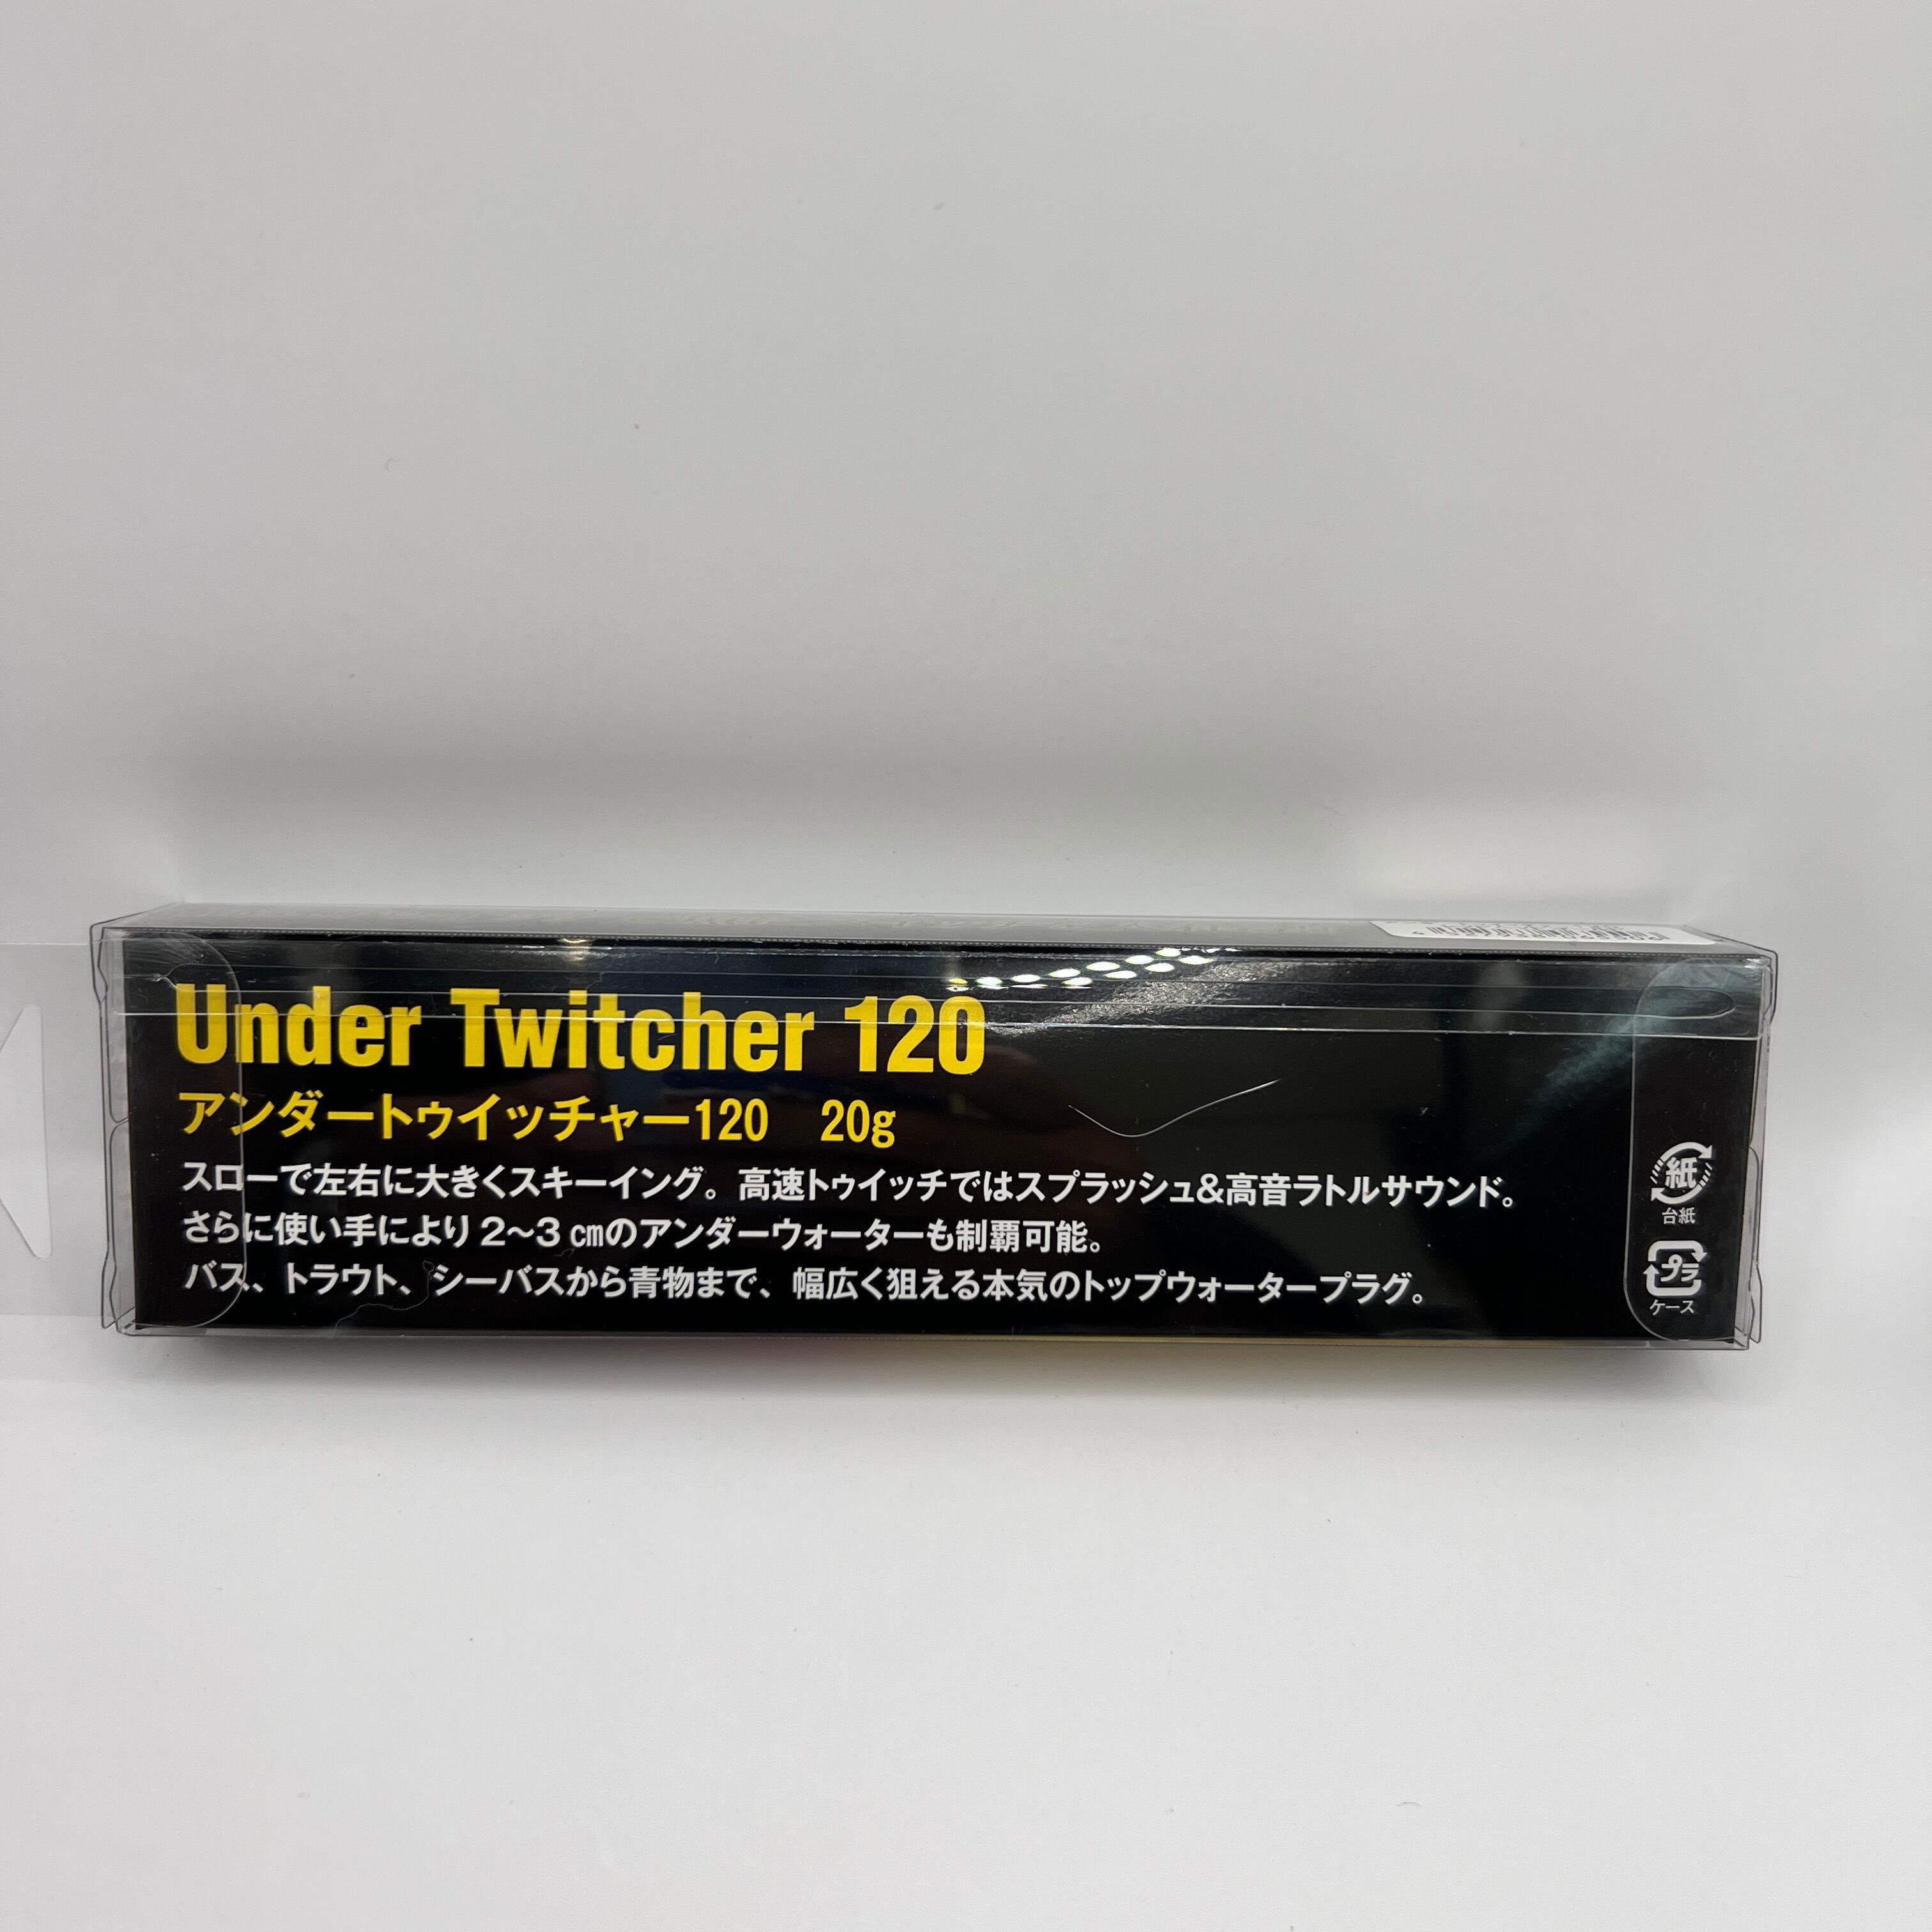 Under Twitcher 120
アンダートゥイッチャー120 20g
スローで左右に大きくスキーイング。高速トゥイッチではスプラッシュ&高音ラトルサウンド。
さらに使い手により2〜3㎝のアンダーウォーターも制覇可能。
バス、トラウト、シーバスから青物まで、幅広く狙える本気のトップウォータープラグ。
紙
台紙
プラ
ケース